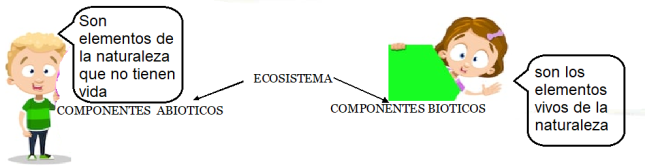 Son
elementos de
la naturaleza
que no tienen
vida
ECOSISTEMA
COMPONENTES ABIOTICOS
COMPONENTES BIOTICOS
son los
elementos
vivos de la
naturaleza